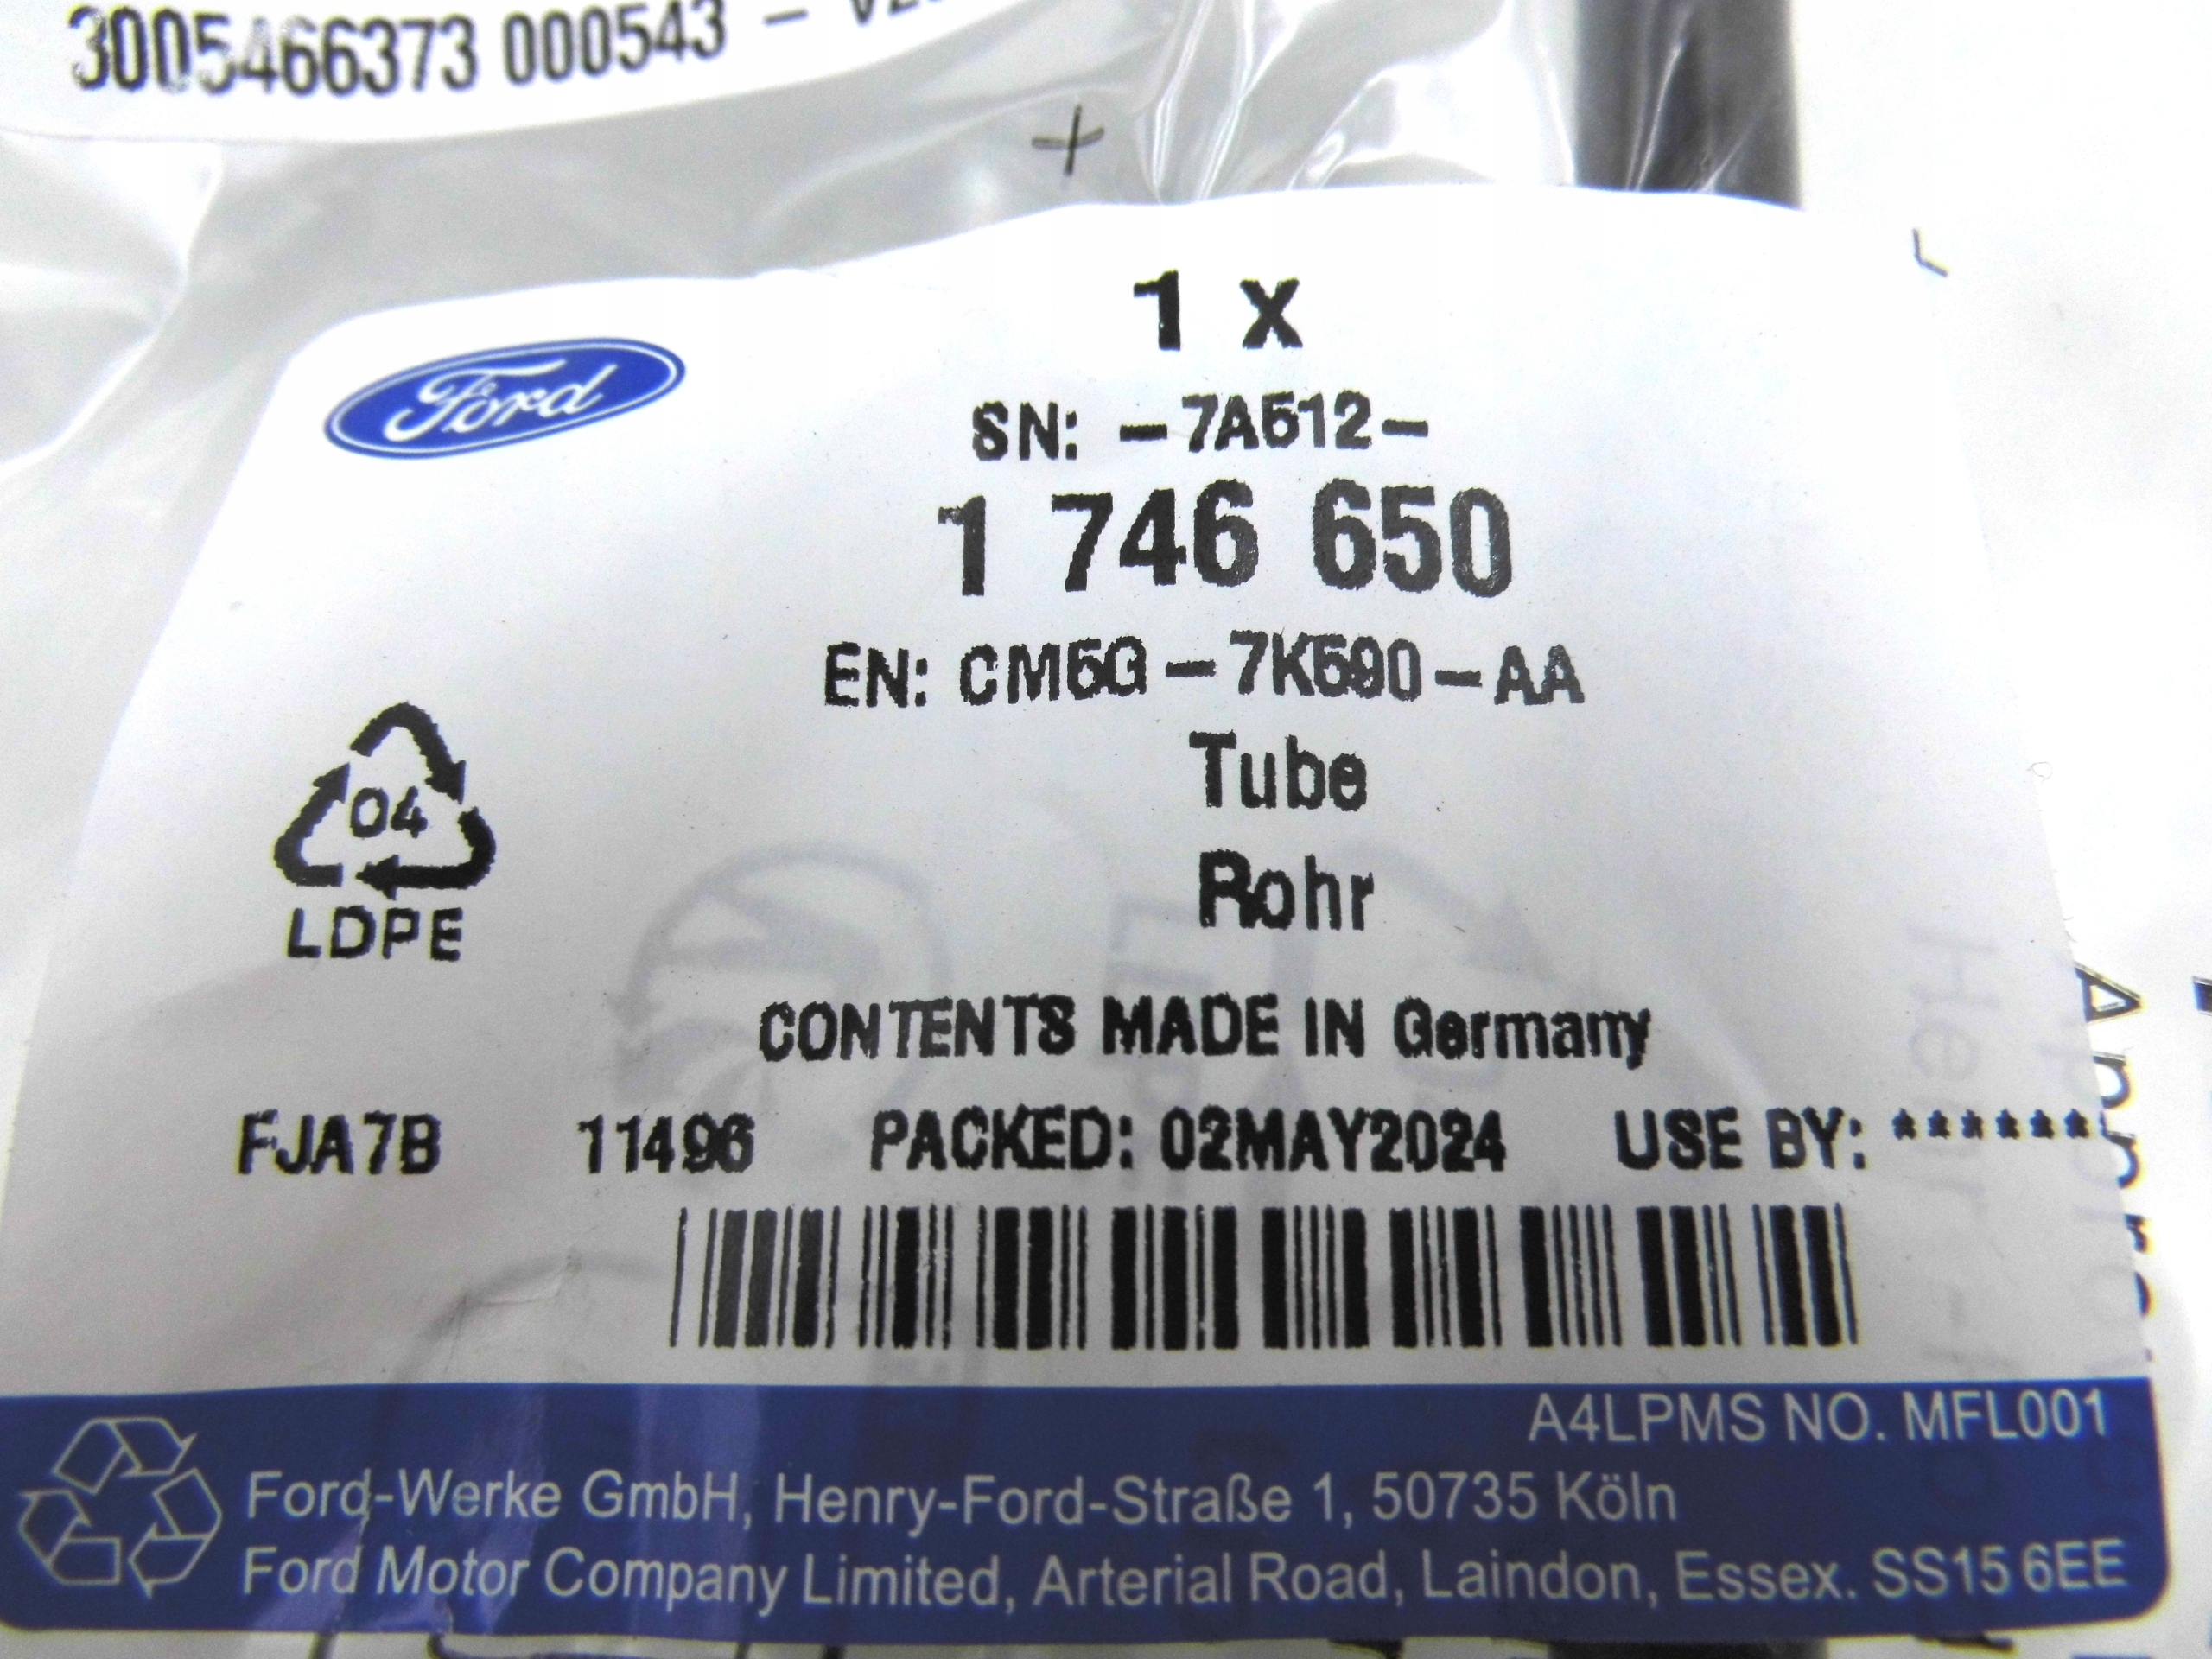 3005466373 000543 –
1 x
Ford
SN: –7A512–
1 746 650
EN: CM5G–7K590–AA
Tube
04
Rohr
LDPE
CONTENTS MADE IN Germany
FJA7B 11496 PACKED: 02MAY2024 USE BY: ******
A4LPMS NO. MFL001
Ford-Werke GmbH, Henry-Ford-Straße 1, 50735 Köln
Ford Motor Company Limited, Arterial Road, Laindon, Essex. SS15 6EE